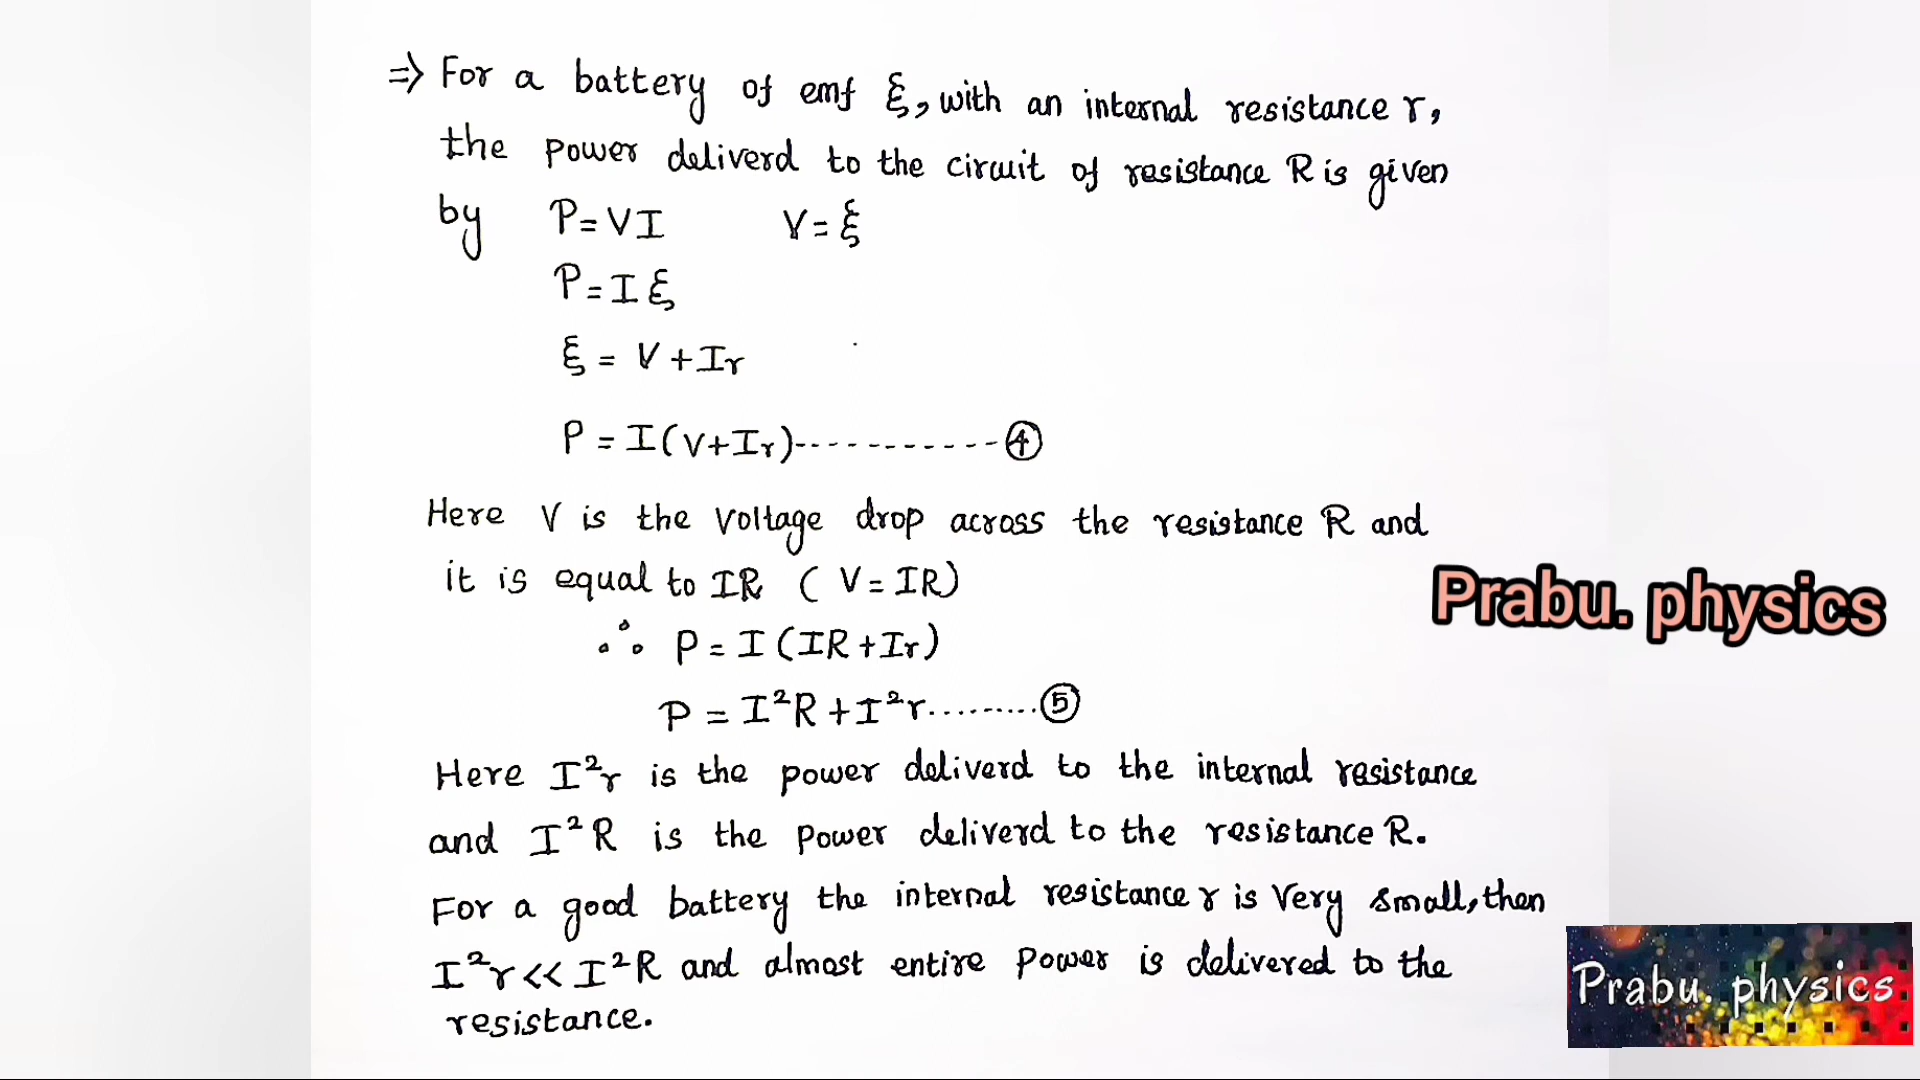 ⇒ For a battery of emf ξ, with an internal resistance r,
the power deliverd to the circuit of resistance R is given
by P = VI V = ξ
P = I ξ
ξ = V + Ir
P = I(V+Ir)-----------④
Here V is the voltage drop across the resistance R and
it is equal to IR ( V = IR)
∴ P = I (IR + Ir)
P = I²R + I²r..........⑤
Here I²r is the power deliverd to the internal resistance
and I²R is the power deliverd to the resistance R.
For a good battery the internal resistance r is very small, then
I²r << I²R and almost entire power is delivered to the
resistance.
Prabu. physics
Prabu. physics